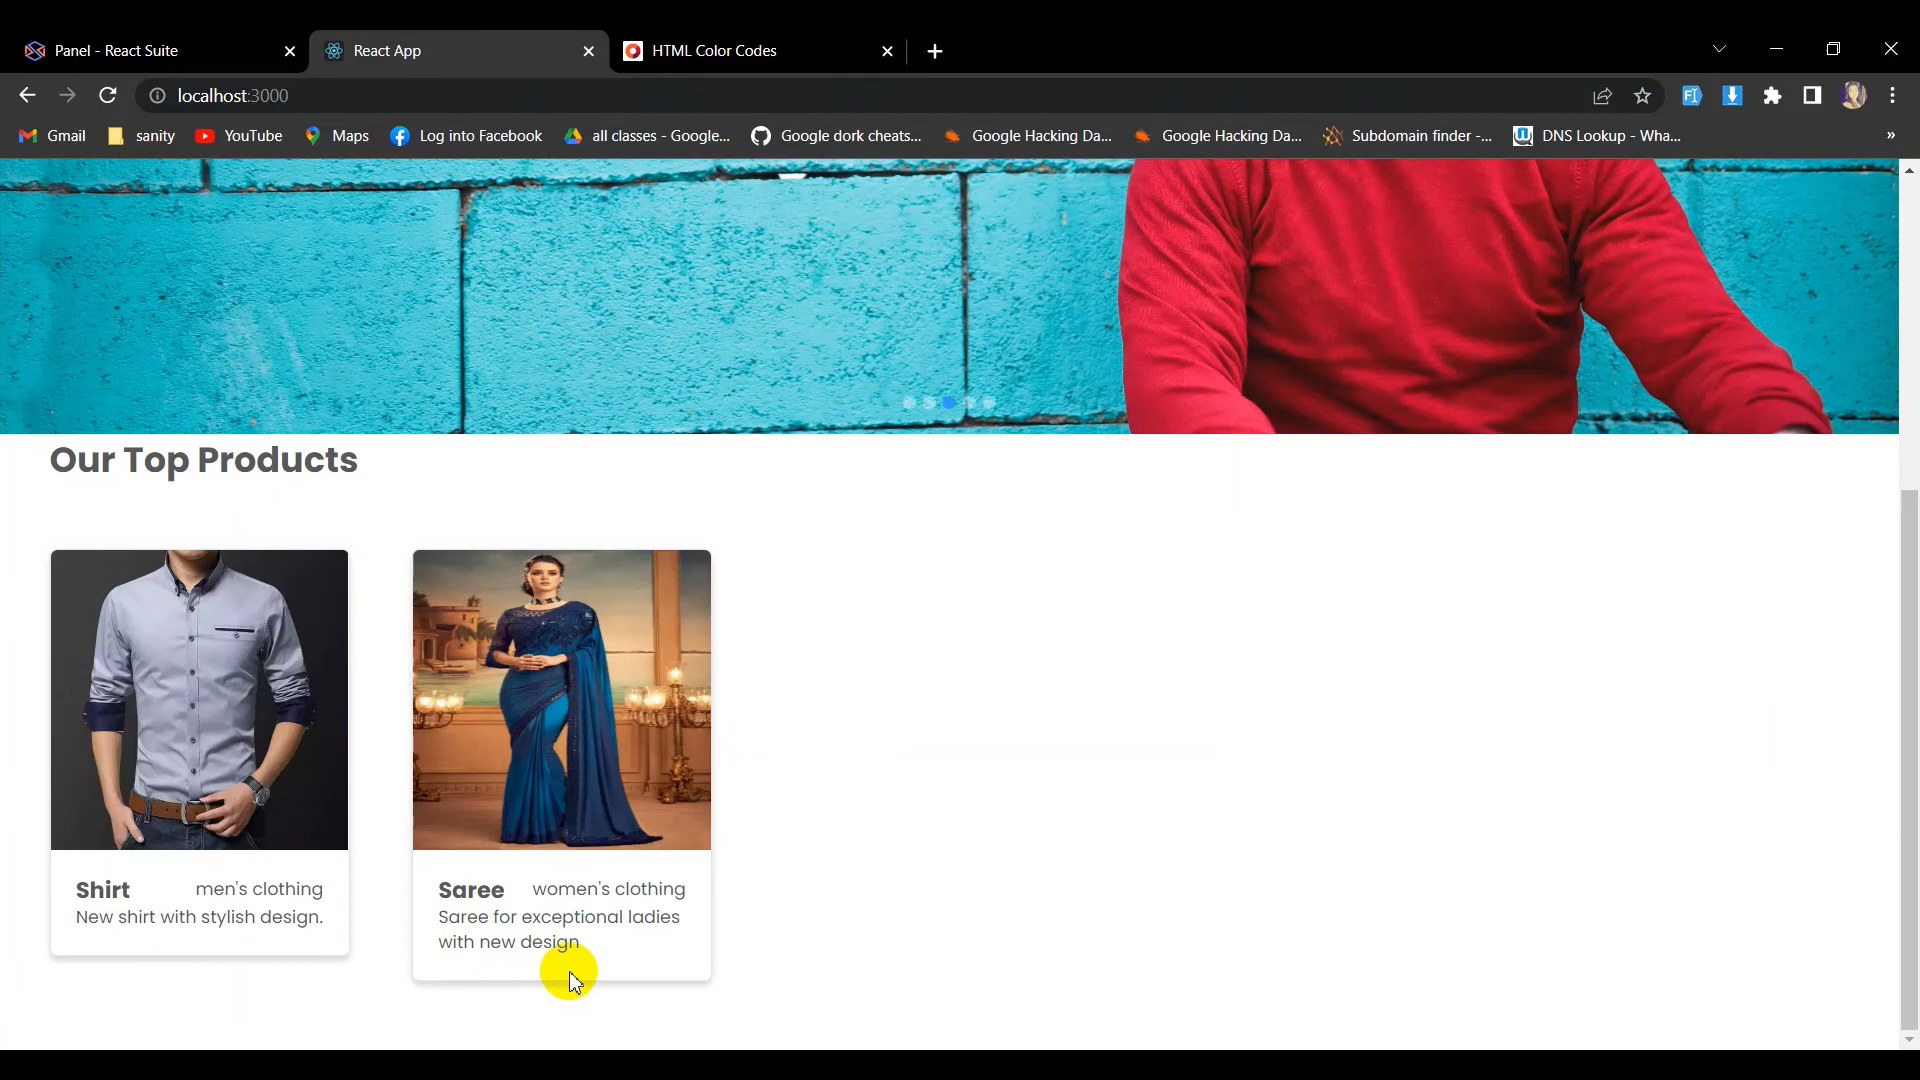 Panel - React Suite
React App
HTML Color Codes
localhost:3000
Gmail
sanity
YouTube
Maps
Log into Facebook
all classes - Google...
Google dork cheats...
Google Hacking Da...
Google Hacking Da...
Subdomain finder -...
DNS Lookup - Wha...
»
Our Top Products
Shirt men's clothing
New shirt with stylish design.
Saree women's clothing
Saree for exceptional ladies
with new design